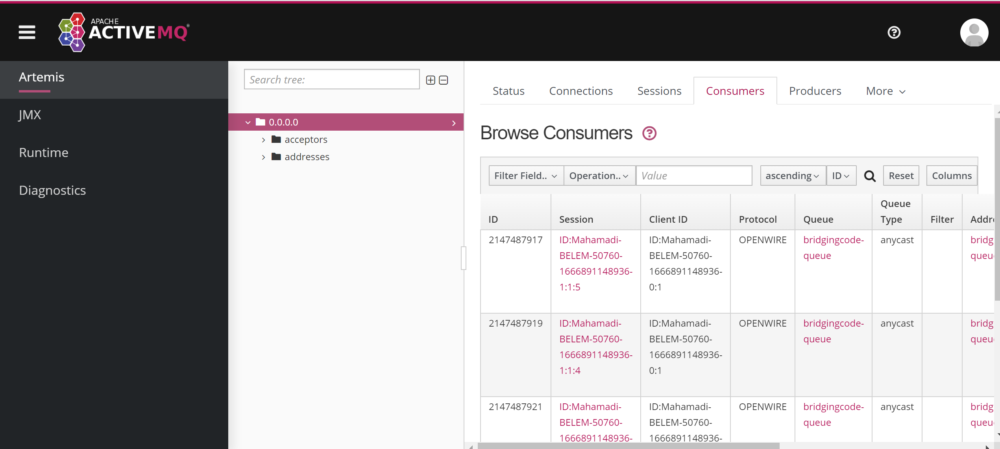 APACHE
ACTIVEMQ®
Artemis
JMX
Runtime
Diagnostics
Search tree:
0.0.0.0
acceptors
addresses
Status Connections Sessions Consumers Producers More
Browse Consumers
Filter Field.. Operation.. Value ascending ID Reset Columns
ID Session Client ID Protocol Queue Queue Type Filter
2147487917 ID:Mahamadi- ID:Mahamadi- OPENWIRE bridgingcode- anycast bridg
BELEM-50760- BELEM-50760- queue
1666891148936- 1666891148936-
1:1:5 0:1
2147487919 ID:Mahamadi- ID:Mahamadi- OPENWIRE bridgingcode- anycast bridg
BELEM-50760- BELEM-50760- queue
1666891148936- 1666891148936-
1:1:4 0:1
2147487921 ID:Mahamadi- ID:Mahamadi- OPENWIRE bridgingcode- anycast bridg
BELEM-50760- BELEM-50760- queue
1666891148936- 1666891148936-